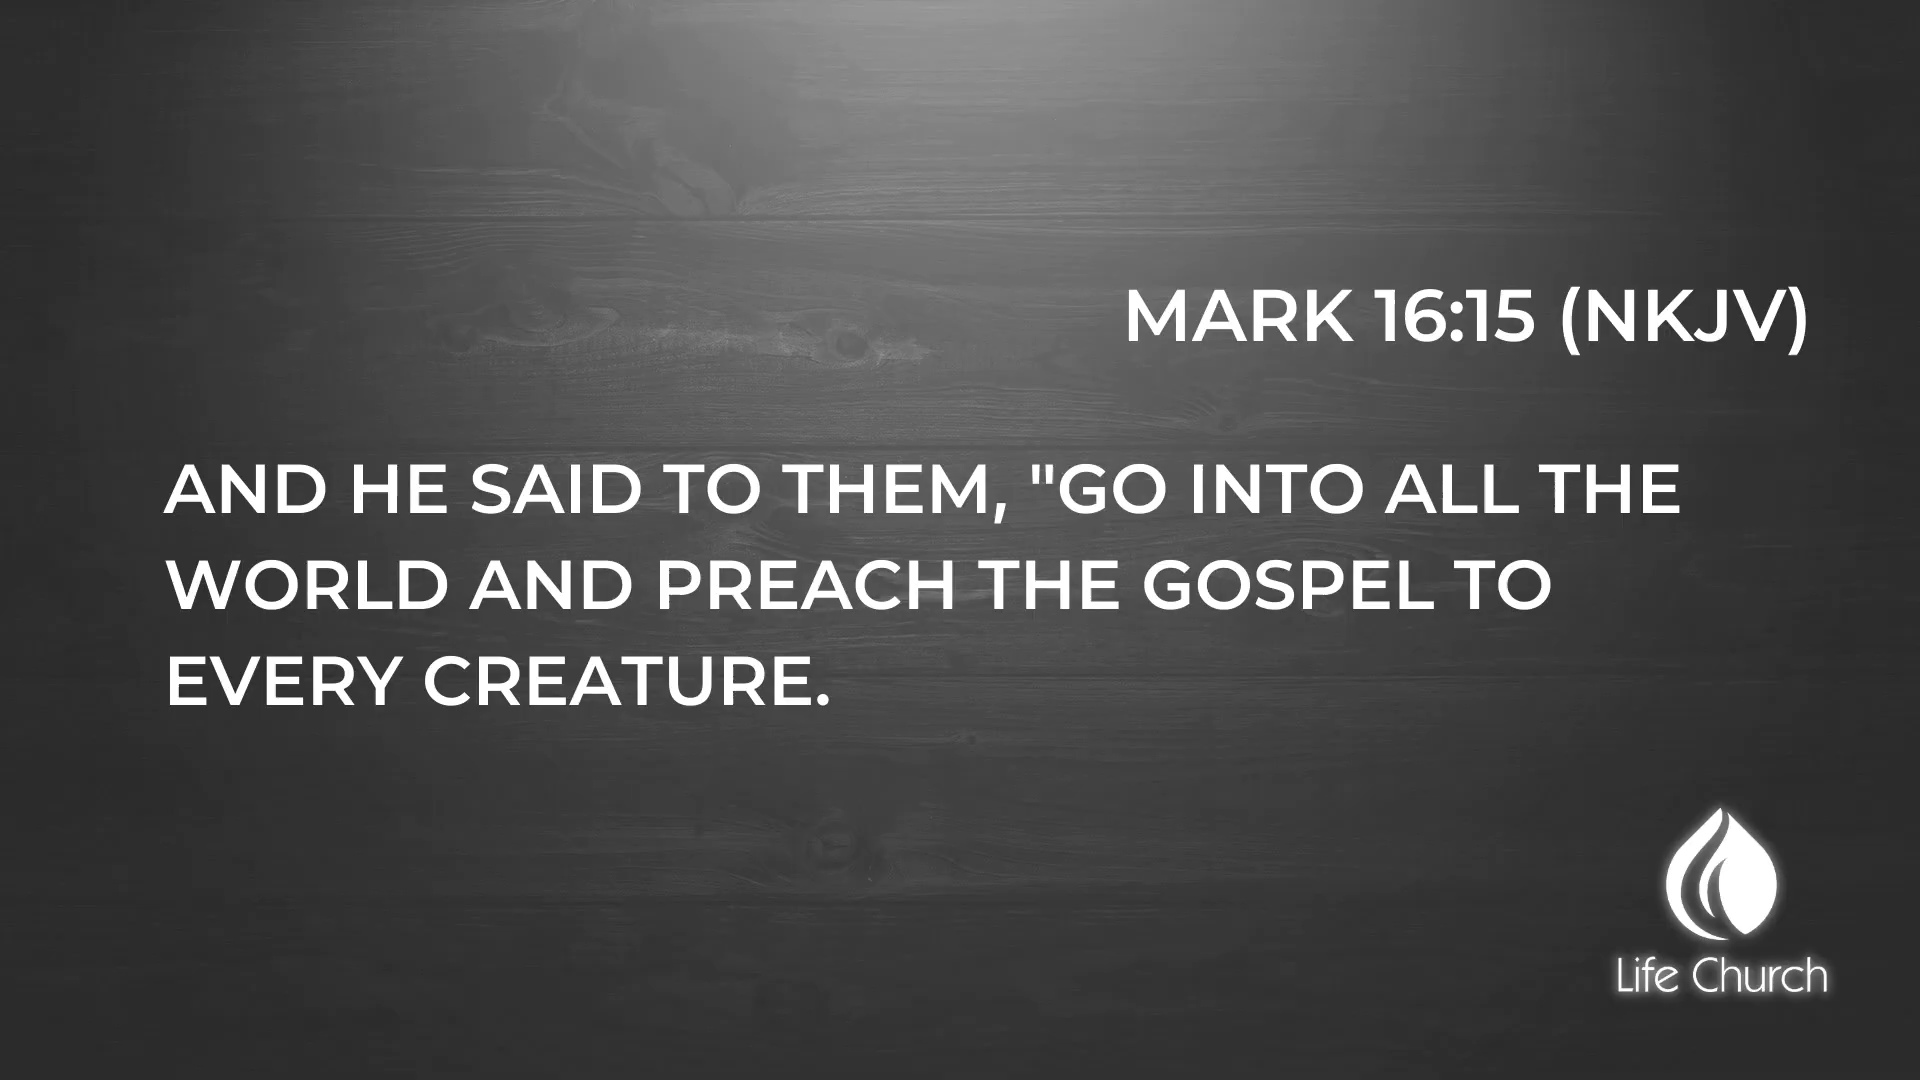 MARK 16:15 (NKJV)
AND HE SAID TO THEM, "GO INTO ALL THE
WORLD AND PREACH THE GOSPEL TO
EVERY CREATURE.
Life Church